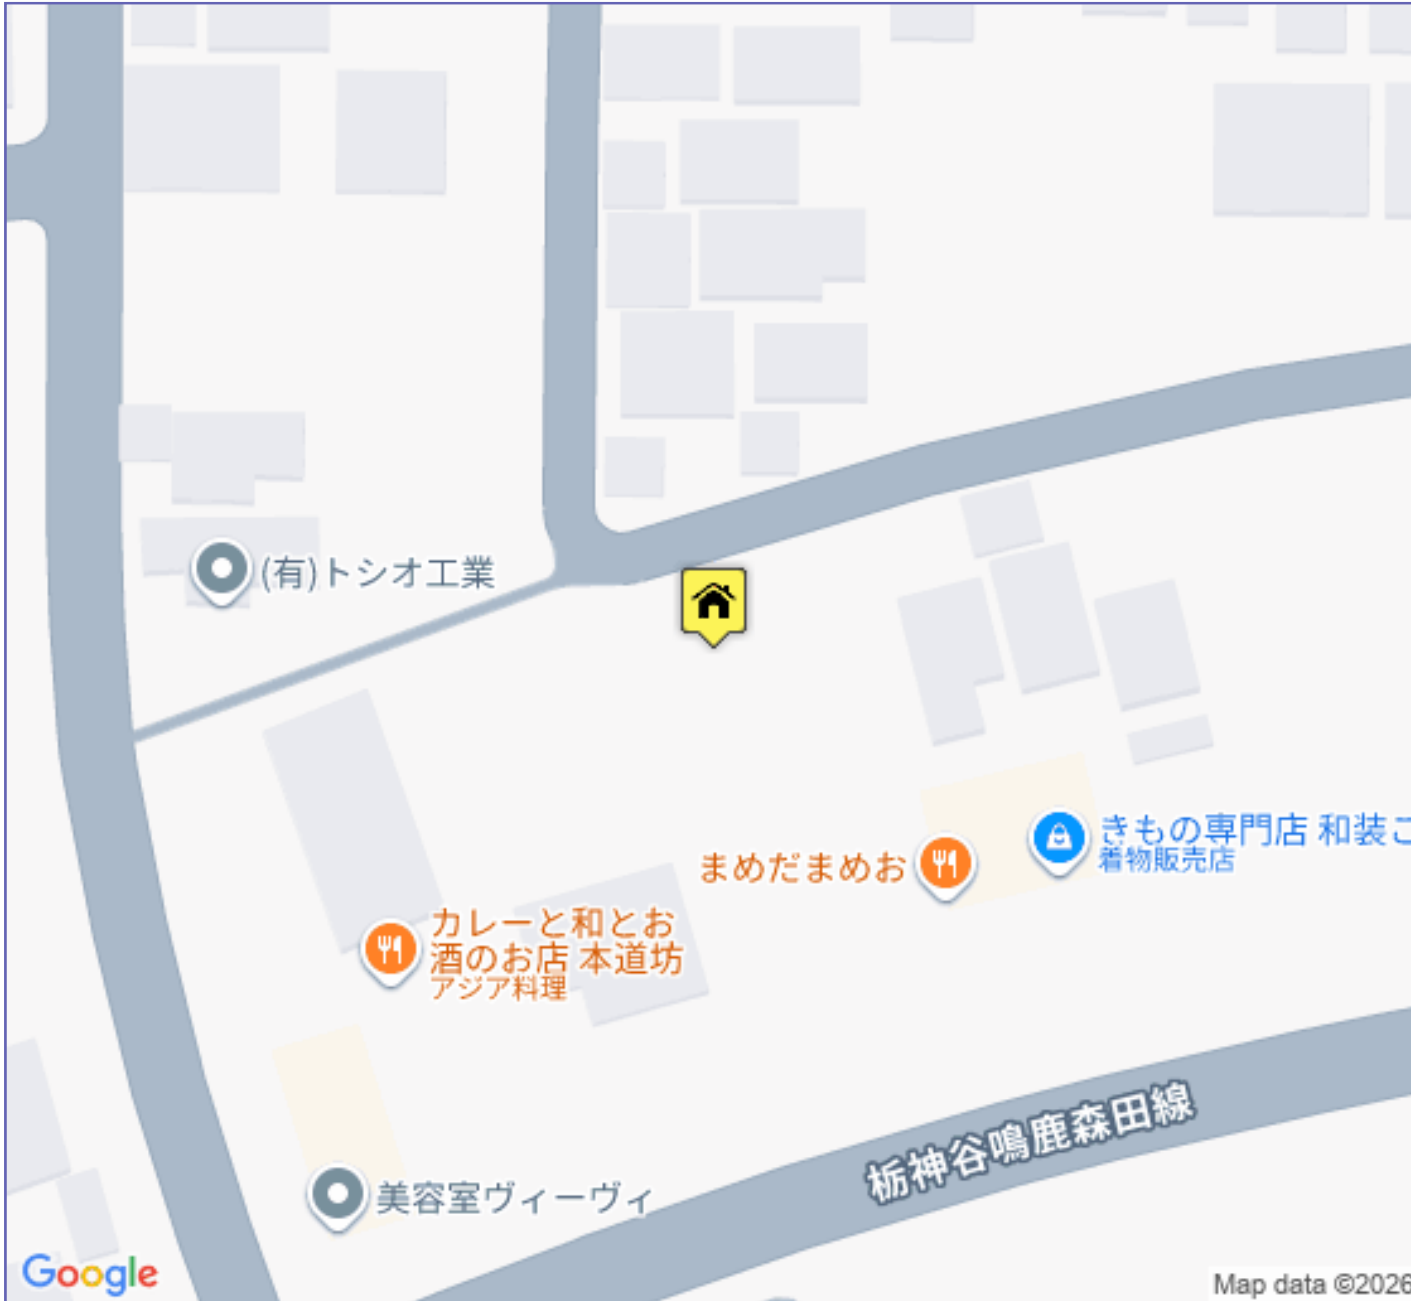 (有)トシオ工業
きもの専門店 和装こ
着物販売店
まめだまめお
カレーと和とお
酒のお店 本道坊
アジア料理
栃神谷鳴鹿森田線
美容室ヴィーヴィ
Google
Map data ©2026